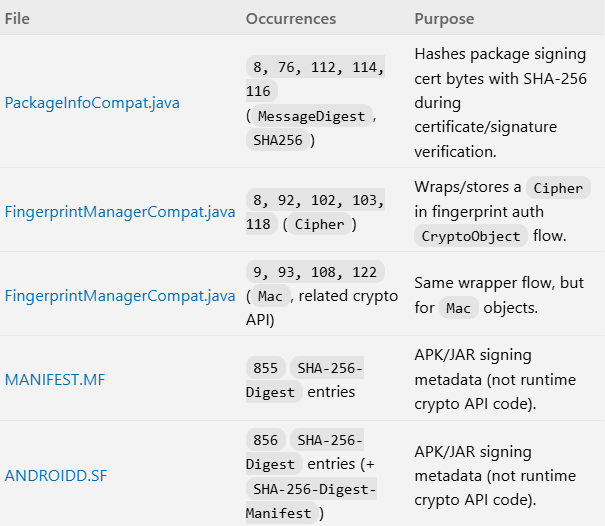 File Occurrences Purpose
PackageInfoCompat.java
8, 76, 112, 114,
116
( MessageDigest ,
SHA256 )
Hashes package signing
cert bytes with SHA-256
during
certificate/signature
verification.
FingerprintManagerCompat.java
8, 92, 102, 103,
118 ( Cipher )
Wraps/stores a Cipher
in fingerprint auth
CryptoObject flow.
FingerprintManagerCompat.java
9, 93, 108, 122
( Mac , related crypto
API)
Same wrapper flow, but
for Mac objects.
MANIFEST.MF
855 SHA-256-
Digest entries
APK/JAR signing
metadata (not runtime
crypto API code).
ANDROIDD.SF
856 SHA-256-
Digest entries (+
SHA-256-Digest-
Manifest )
APK/JAR signing
metadata (not runtime
crypto API code).